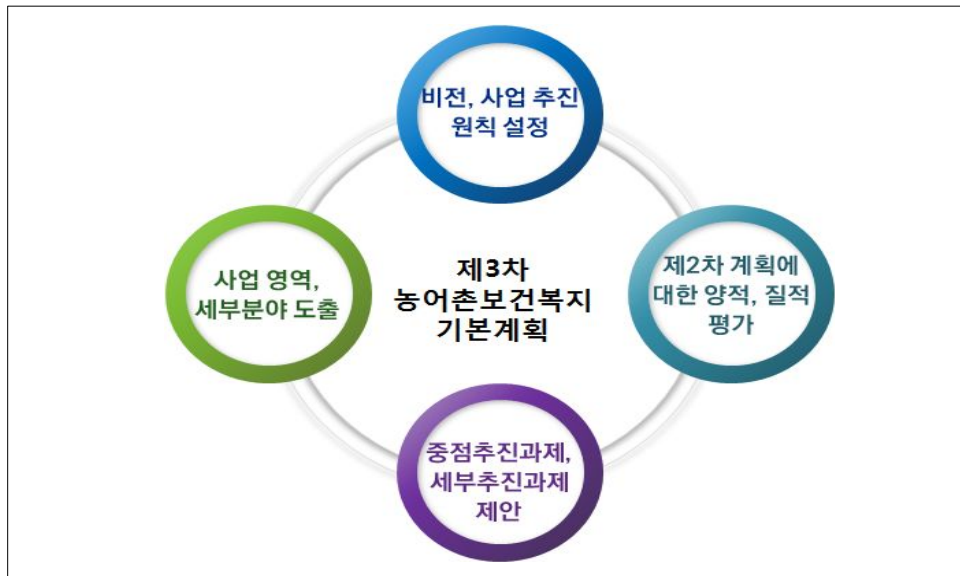 비전, 사업 추진
원칙 설정
제2차 계획에
대한 양적, 질적
평가
중점추진과제,
세부추진과제
제안
사업 영역,
세부분야 도출
제3차
농어촌보건복지
기본계획